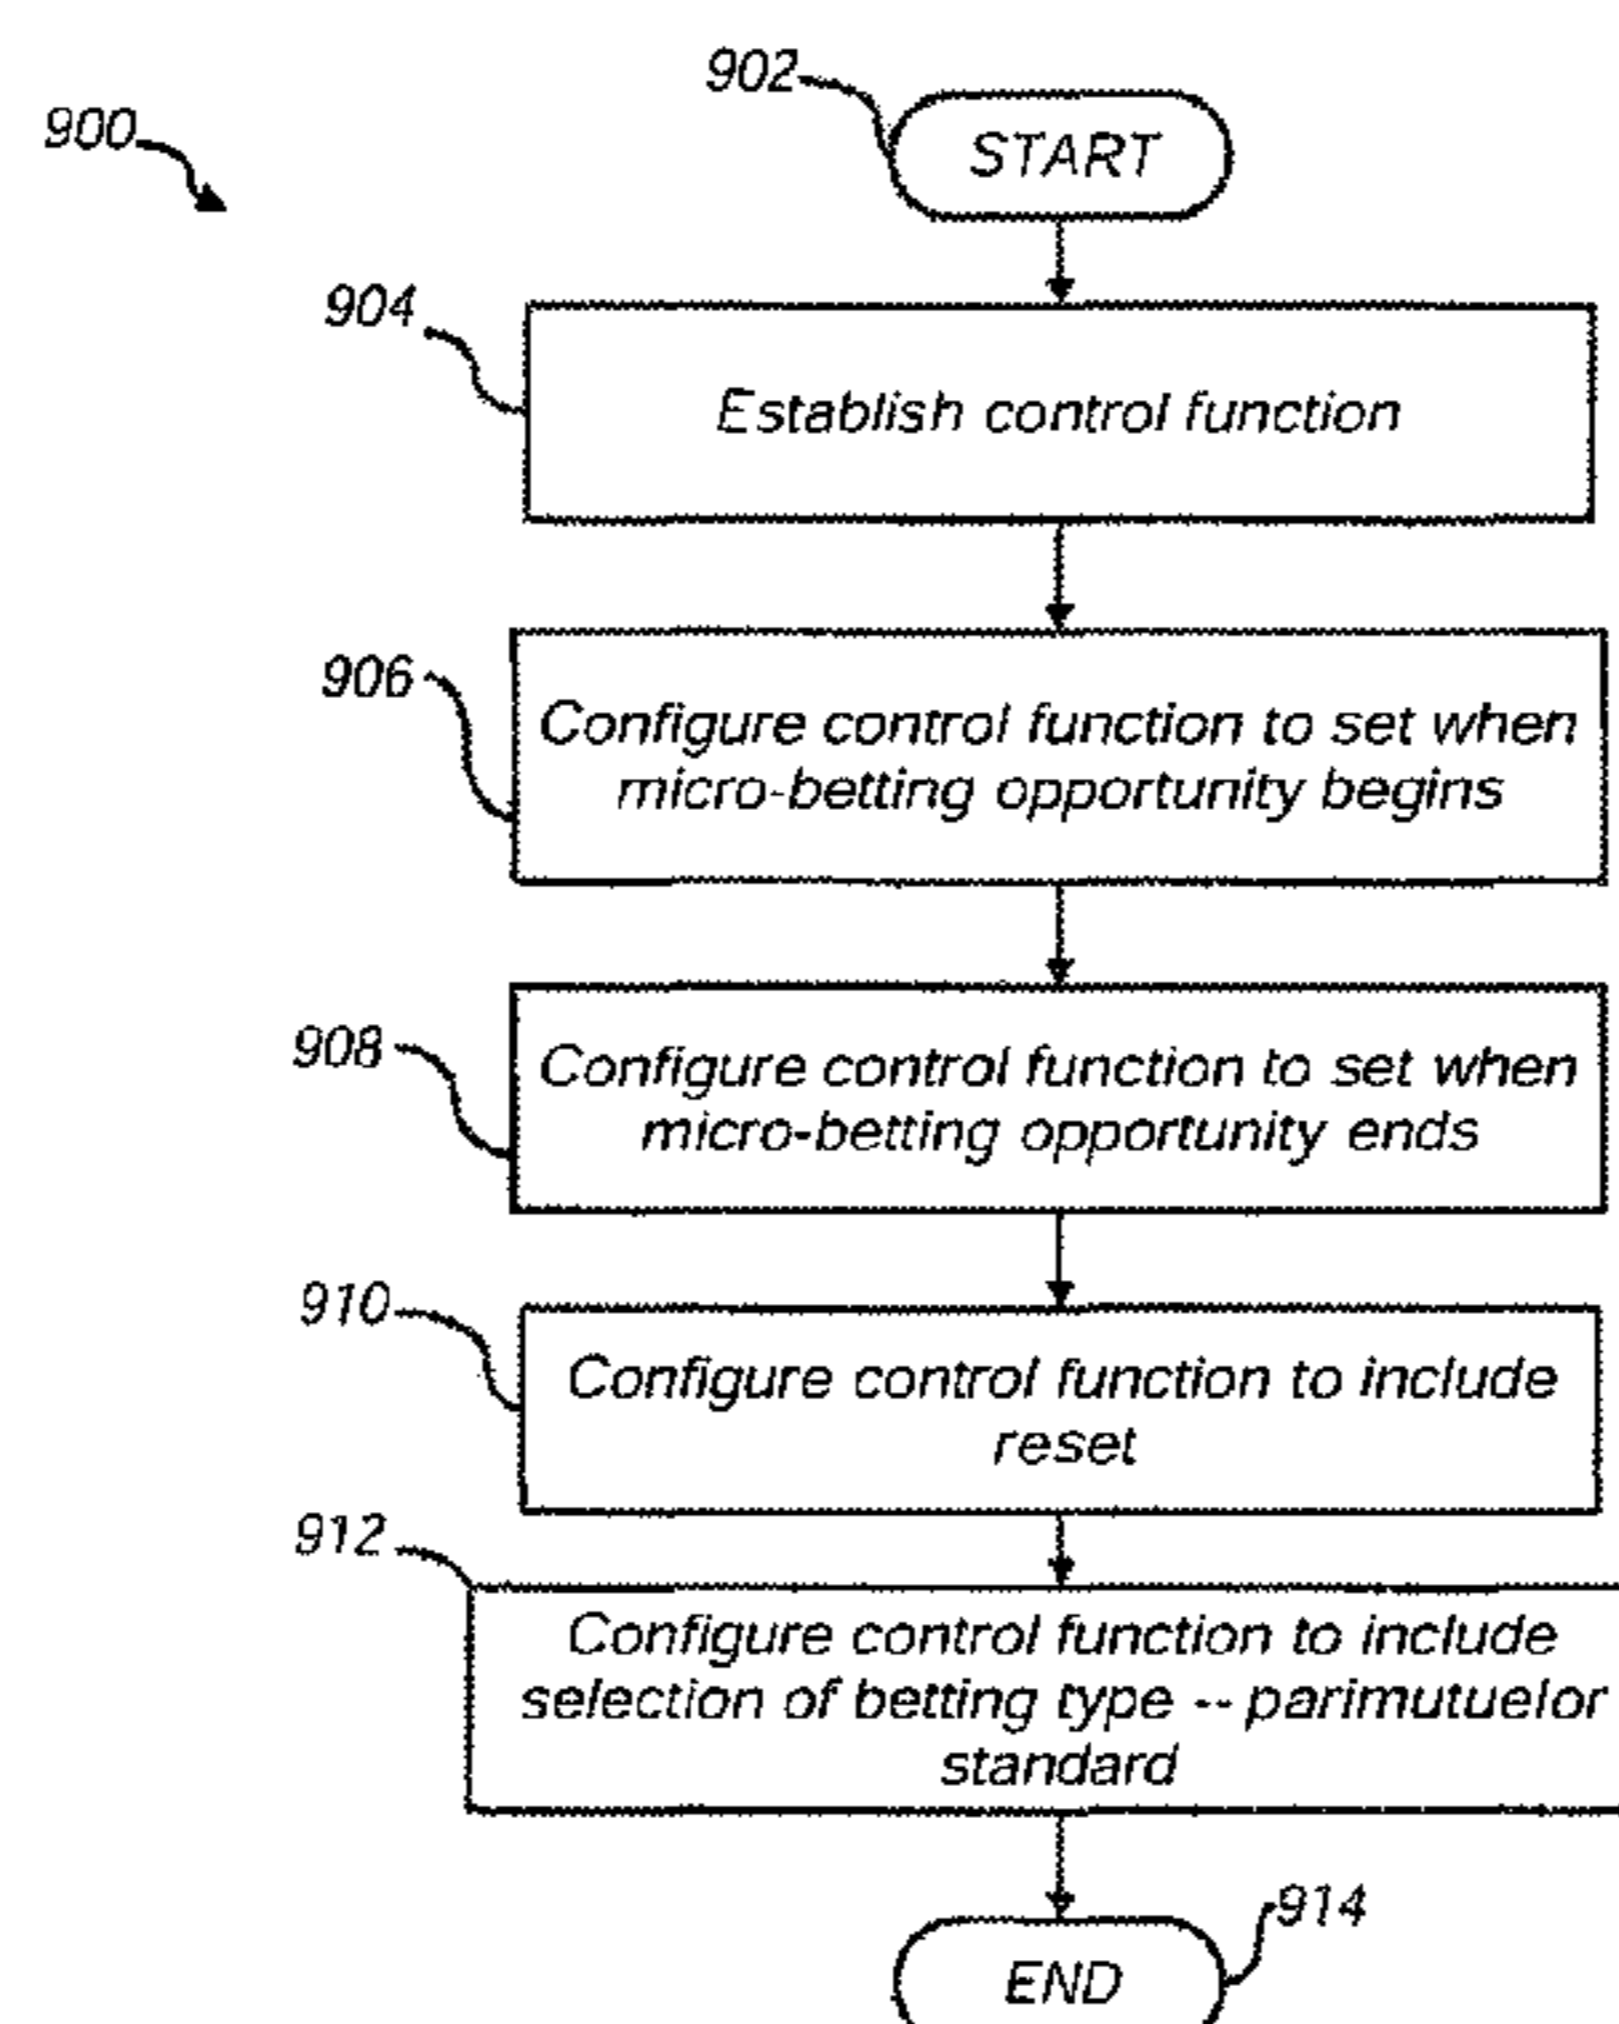 902
900
START
904
Establish control function
906
Configure control function to set when
micro-betting opportunity begins
908
Configure control function to set when
micro-betting opportunity ends
910
Configure control function to include
reset
912
Configure control function to include
selection of betting type -- parimutuelor
standard
914
END